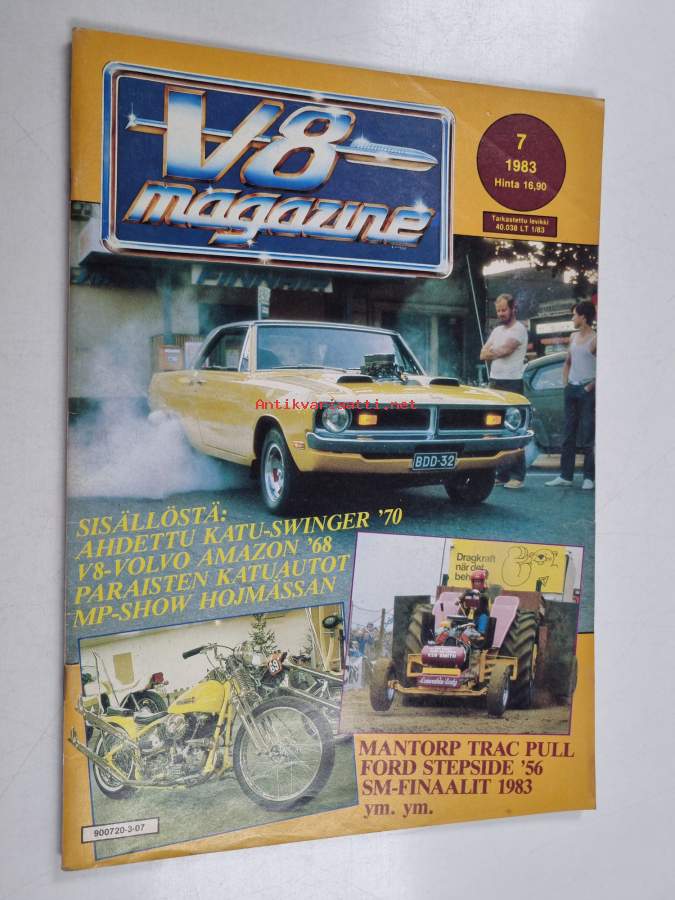 V8
magazine
7
1983
Hinta 16,90
Tarkastettu levikki
40.038 LT 1/83
FINNAIR
Antikvariaatti.net
BDD-32
SISÄLLÖSTÄ:
AHDETTU KATU-SWINGER '70
V8-VOLVO AMAZON '68
PARAISTEN KATUAUTOT
MP-SHOW HOJMÄSSAN
Dragkraft
när det
MANTORP TRAC PULL
FORD STEPSIDE '56
SM-FINAALIT 1983
ym. ym.
900720-3-07